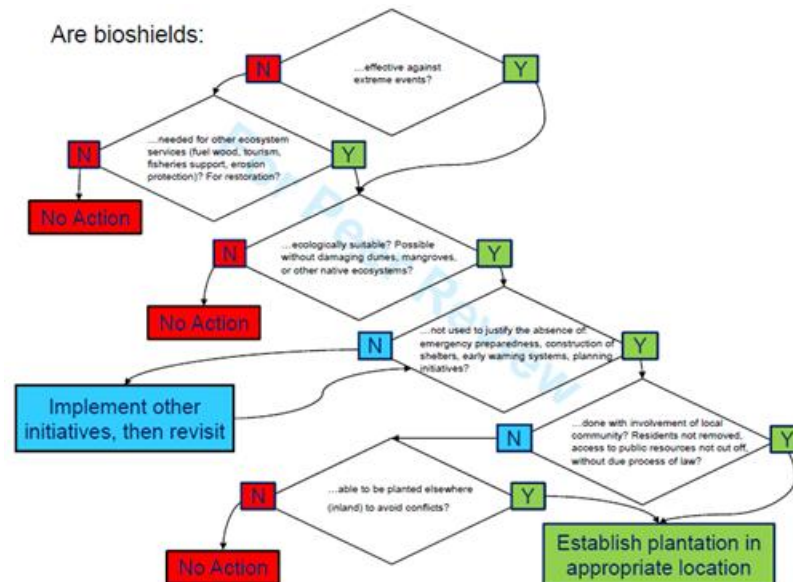 Are bioshields:
N
…effective against
extreme events?
Y
N
…needed for other ecosystem
services (fuel wood, tourism,
fisheries support, erosion
protection)? For restoration?
Y
No Action
N
…ecologically suitable? Possible
without damaging dunes, mangroves,
or other native ecosystems?
Y
No Action
N
…not used to justify the absence of:
emergency preparedness, construction of
shelters, early warning systems, planning
initiatives?
Y
Implement other
initiatives, then revisit
N
…done with involvement of local
community? Residents not removed,
access to public resources not cut off,
without due process of law?
Y
N
…able to be planted elsewhere
(inland) to avoid conflicts?
Y
No Action
Establish plantation in
appropriate location
For Peer Review